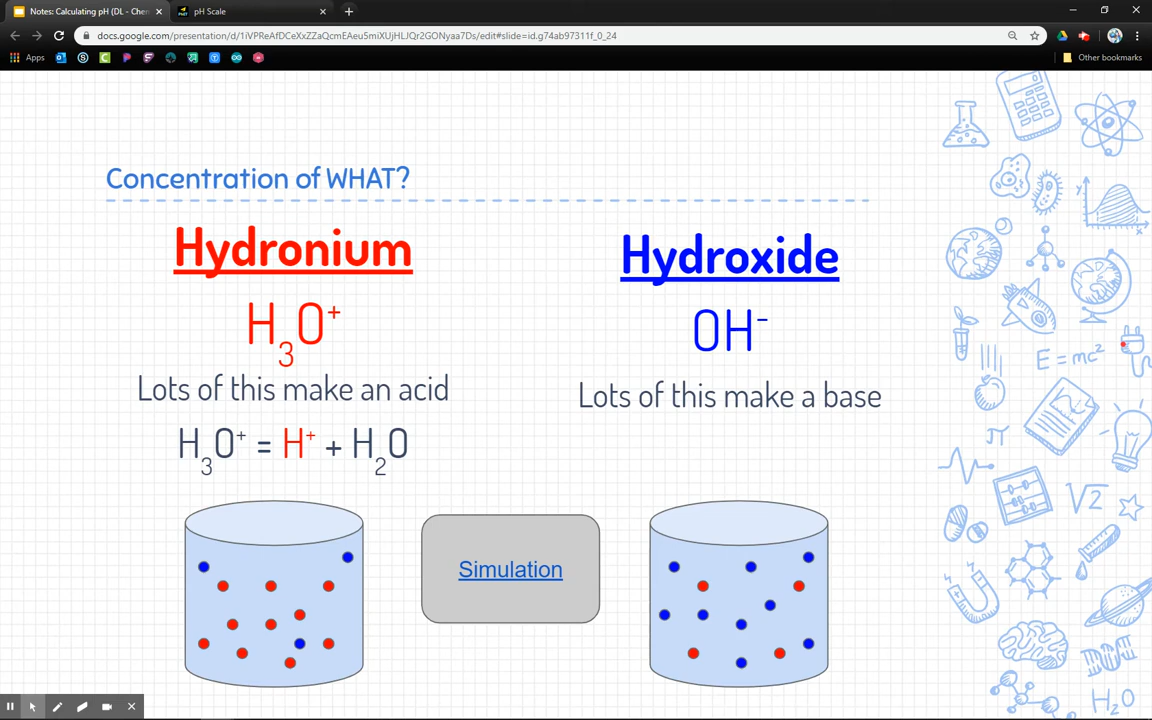 Notes: Calculating pH (DL - Chen
pH Scale
docs.google.com/presentation/d/1iVPReAfDCeXxZZaQcmEAeu5miXUjHLJQr2GONyaa7Ds/edit#slide=id.g74ab97311f_0_24
Apps
Other bookmarks
Concentration of WHAT?
Hydronium
H₃O⁺
Lots of this make an acid
H₃O⁺ = H⁺ + H₂O
Hydroxide
OH⁻
Lots of this make a base
Simulation
y
x
E = mc²
π
√2
H₂O